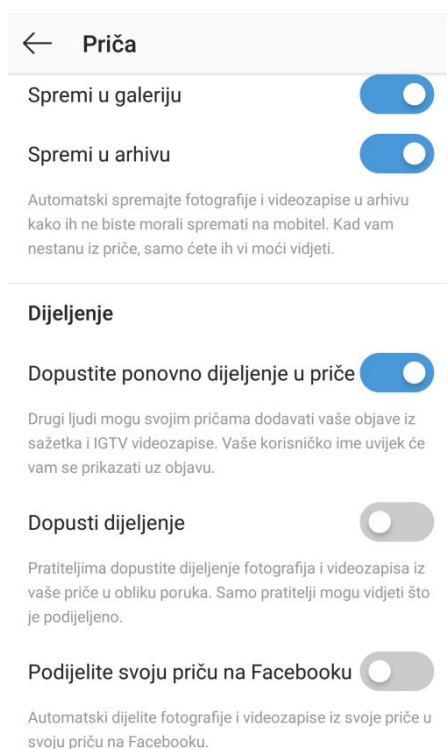 Priča
Spremi u galeriju
Spremi u arhivu
Automatski spremajte fotografije i videozapise u arhivu
kako ih ne biste morali spremati na mobitel. Kad vam
nestanu iz priče, samo ćete ih vi moći vidjeti.
Dijeljenje
Dopustite ponovno dijeljenje u priče
Drugi ljudi mogu svojim pričama dodavati vaše objave iz
sažetka i IGTV videozapise. Vaše korisničko ime uvijek će
vam se prikazati uz objavu.
Dopusti dijeljenje
Pratiteljima dopustite dijeljenje fotografija i videozapisa iz
vaše priče u obliku poruka. Samo pratitelji mogu vidjeti što
je podijeljeno.
Podijelite svoju priču na Facebooku
Automatski dijelite fotografije i videozapise iz svoje priče u
svoju priču na Facebooku.